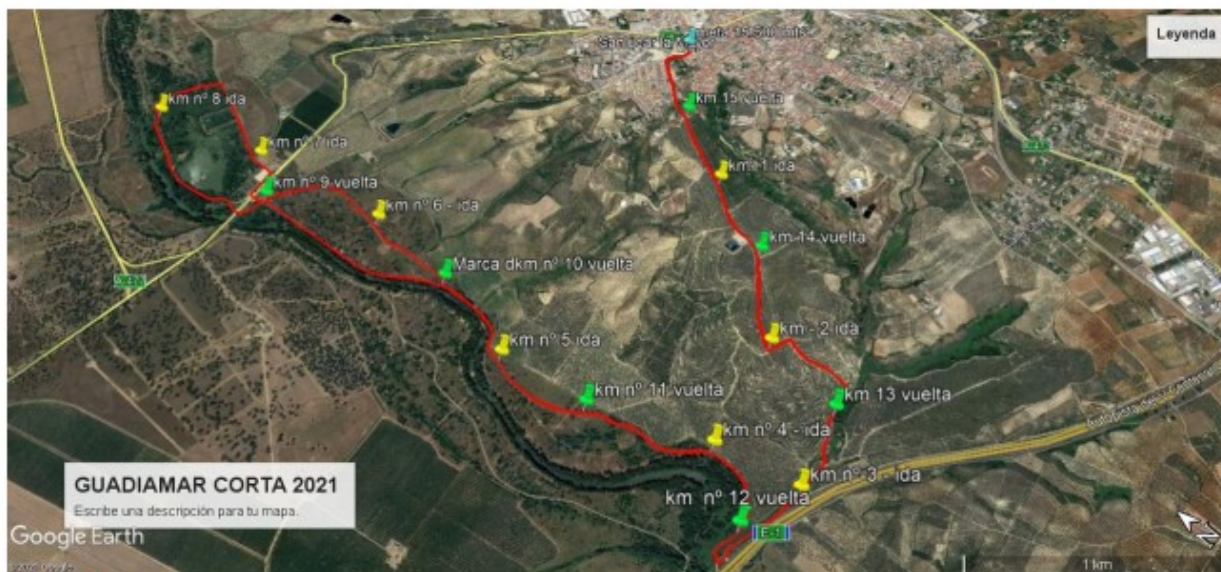 Leyenda
km 15 vuelta
km nº 8 ida
km nº 7 ida
km -1 ida
km nº 9 vuelta
km nº 6 - ida
km 14 vuelta
Marca dkm nº 10 vuelta
km - 2 ida
km nº 5 ida
km nº 11 vuelta
km 13 vuelta
km nº 4 - ida
km nº 3 - ida
km nº 12 vuelta
E-1
GUADIAMAR CORTA 2021
Escribe una descripción para tu mapa.
Google Earth
N
1 km